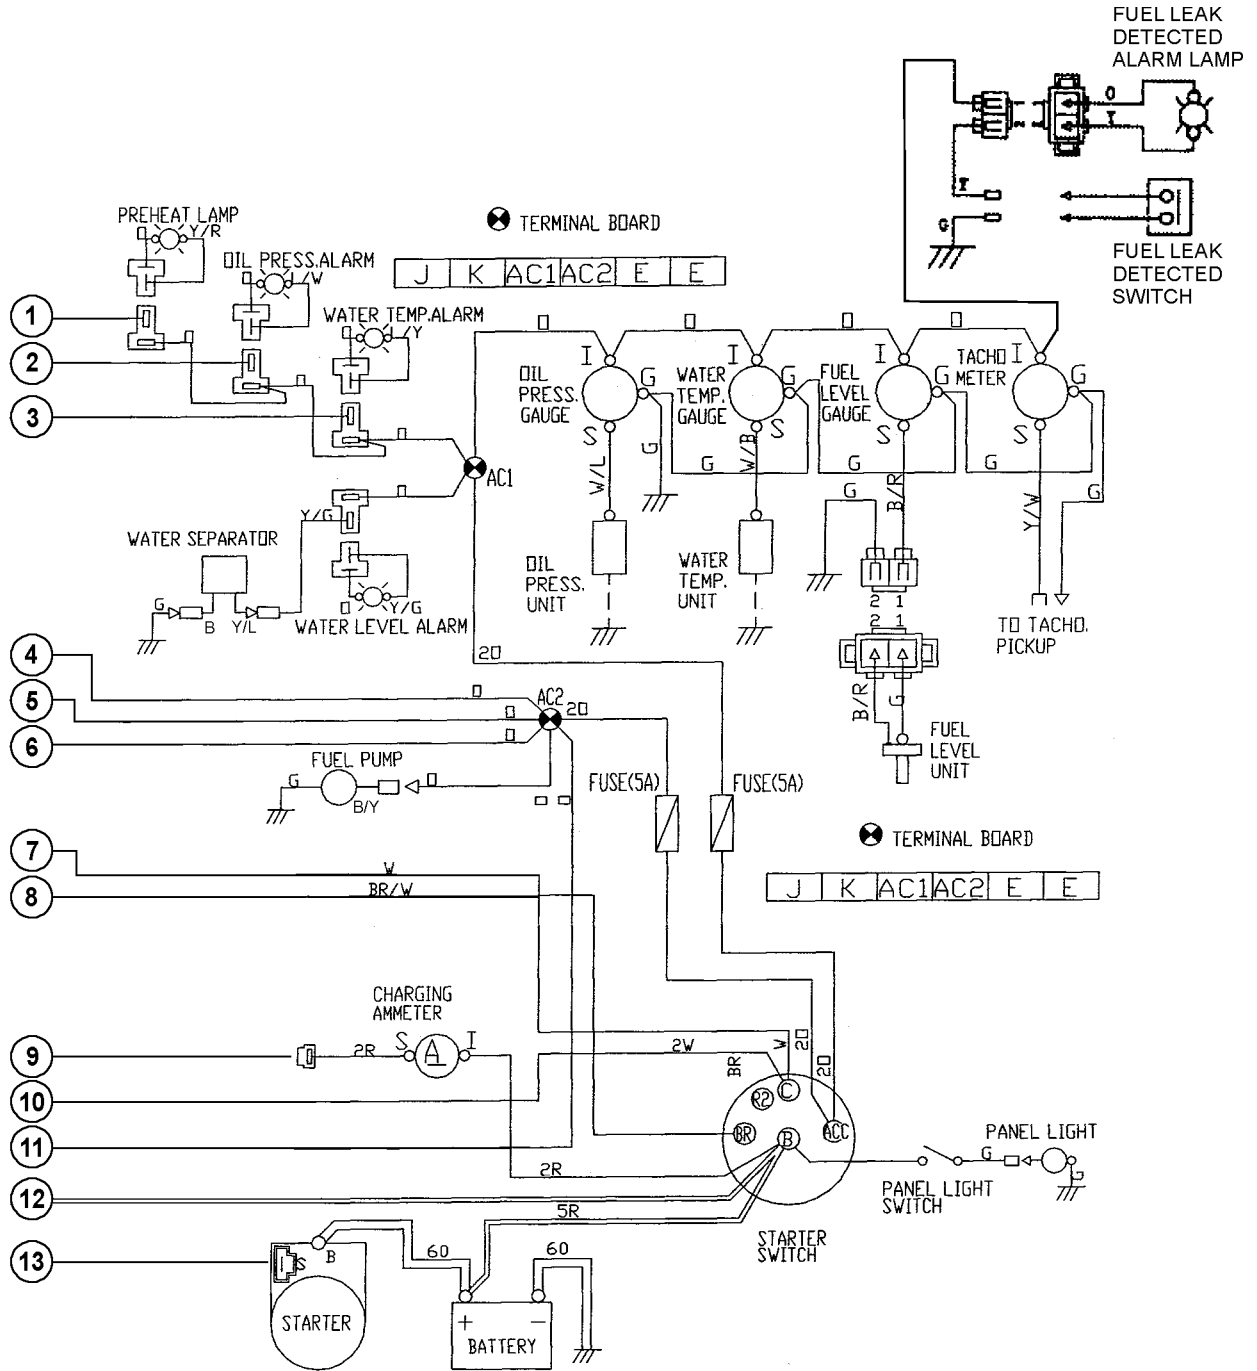 FUEL LEAK
DETECTED
ALARM LAMP
O
1
2
Y
Y
G
FUEL LEAK
DETECTED
SWITCH
PREHEAT LAMP
O Y/R
TERMINAL BOARD
J K AC1 AC2 E E
OIL PRESS.ALARM
O L/W
WATER TEMP.ALARM
O L/Y
1
2
3
O
O
O
O
O O O O
I I I I
OIL
PRESS.
GAUGE
WATER
TEMP.
GAUGE
FUEL
LEVEL
GAUGE
TACHO
METER
G G G G
S S S S
W/L G G W/B G B/R G Y/W G
AC1
Y/G
WATER SEPARATOR
G B Y/L
O Y/G
WATER LEVEL ALARM
OIL
PRESS.
UNIT
WATER
TEMP.
UNIT
G
2 1
2 1
B/R G
TO TACHO.
PICKUP
FUEL
LEVEL
UNIT
20
4
5
6
O
O
O
AC2
20
FUEL PUMP
G B/Y O
O O
FUSE(5A) FUSE(5A)
TERMINAL BOARD
J K AC1 AC2 E E
7
8
W
BR/W
CHARGING
AMMETER
9
2R S A I
10
2W BR W 20 20
11
R2 C
BR B ACC
PANEL LIGHT
G G
PANEL LIGHT
SWITCH
2R
12
5R
STARTER
SWITCH
13
S B 60 60
STARTER
+ -
BATTERY